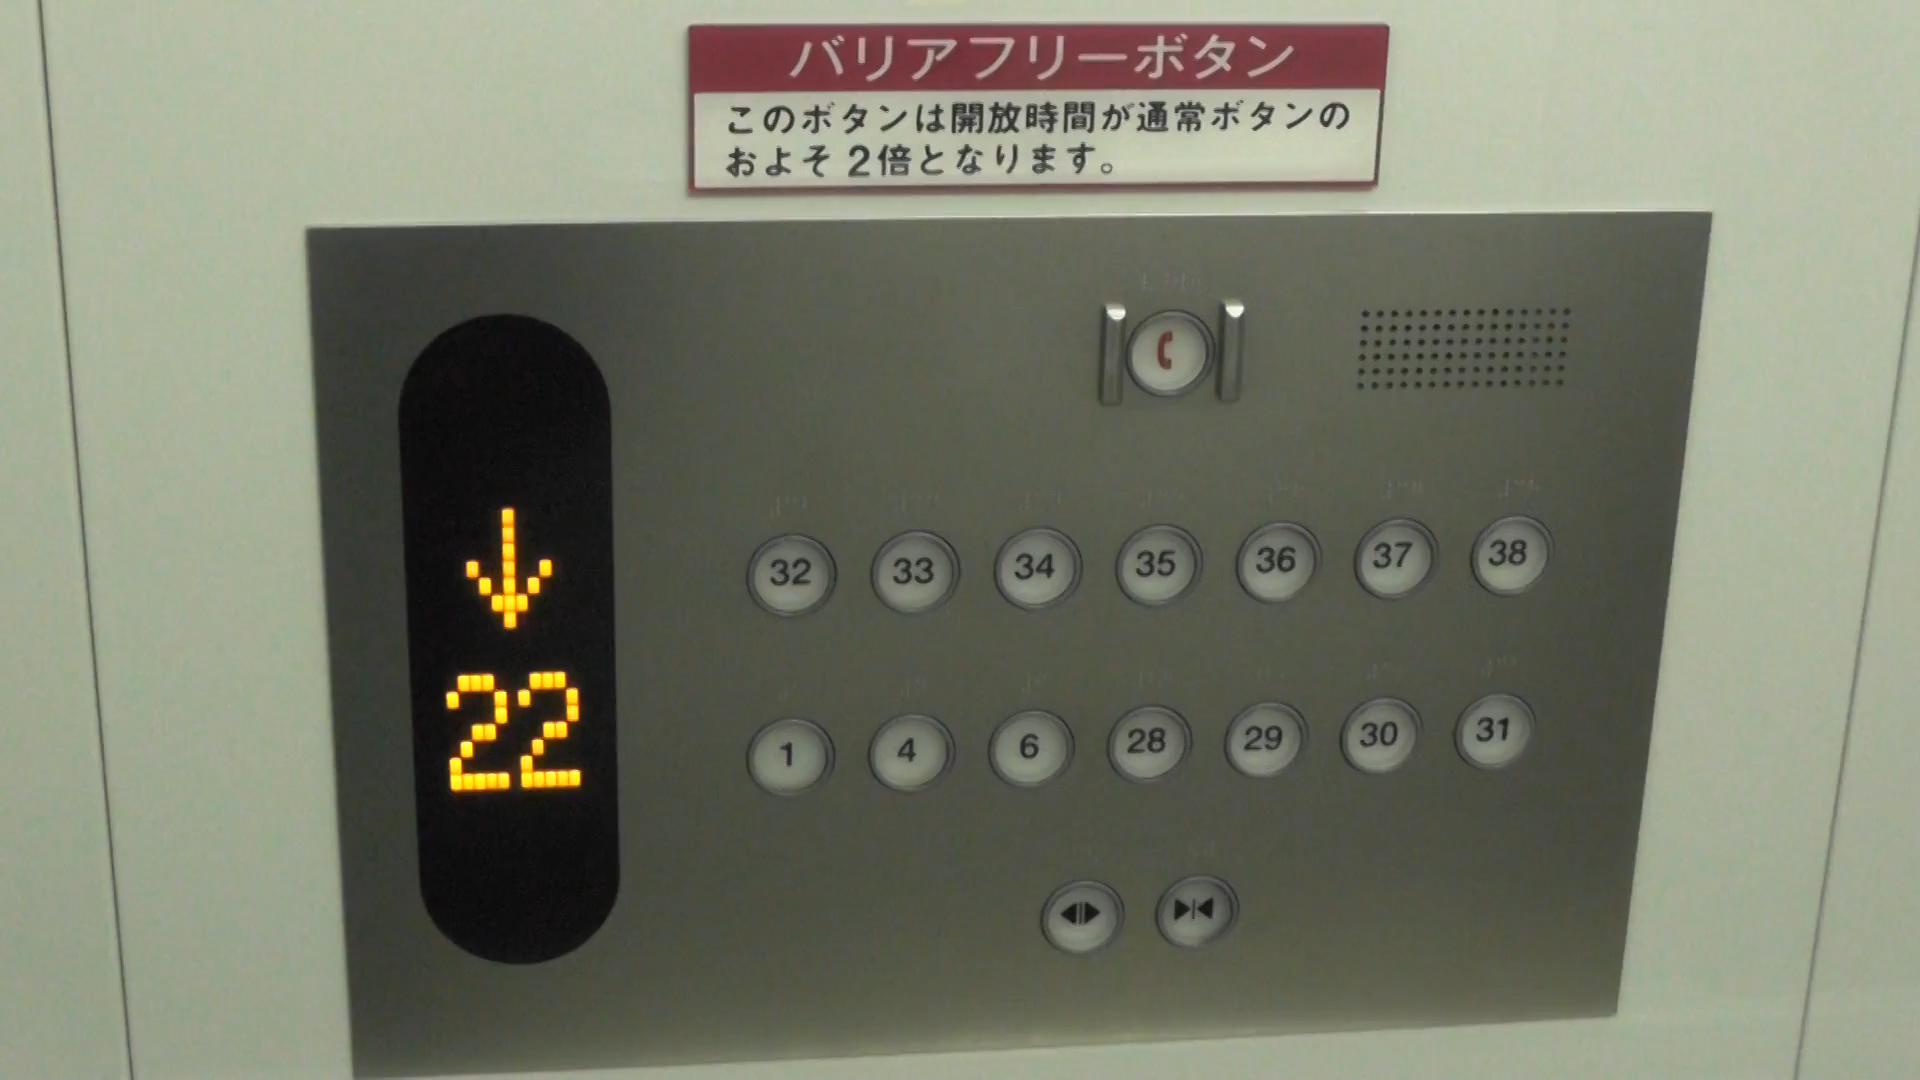 バリアフリーボタン
このボタンは開放時間が通常ボタンの
およそ2倍となります。
32 33 34 35 36 37 38
22
1 4 6 28 29 30 31